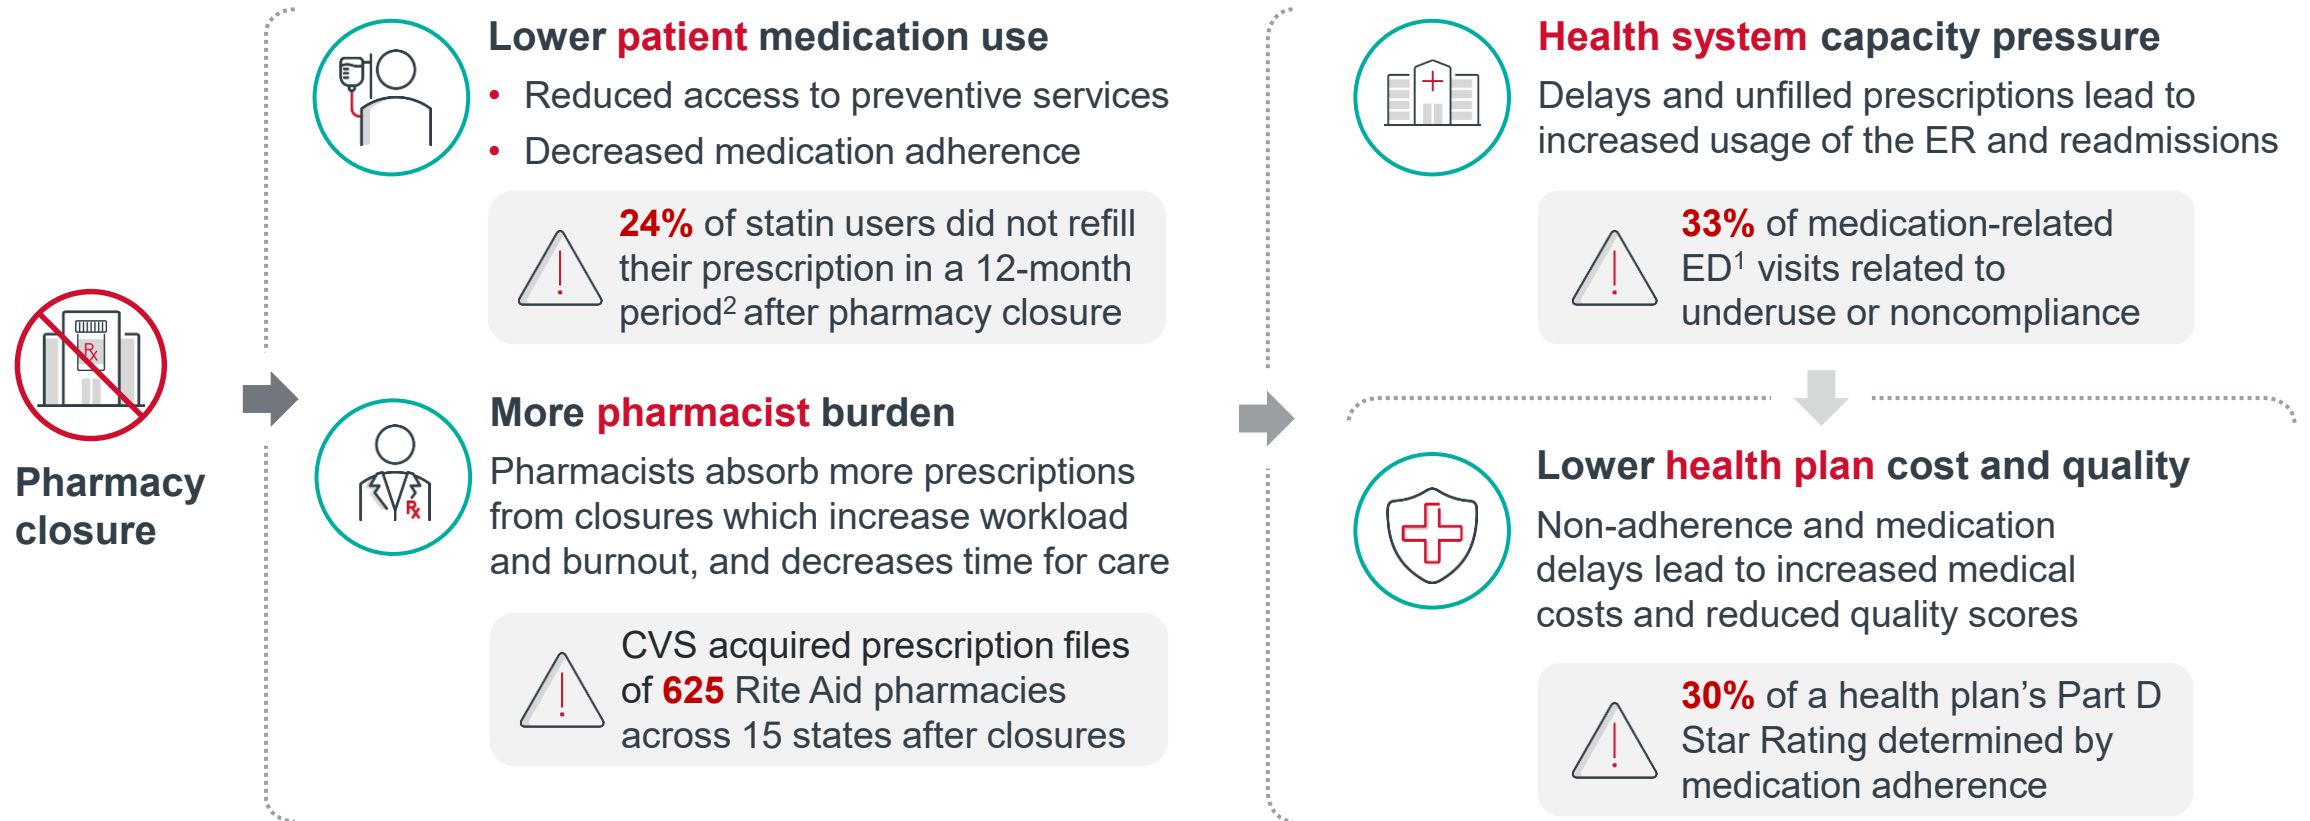 Pharmacy
closure
Lower patient medication use
• Reduced access to preventive services
• Decreased medication adherence
24% of statin users did not refill
their prescription in a 12-month
period2 after pharmacy closure
More pharmacist burden
Pharmacists absorb more prescriptions
from closures which increase workload
and burnout, and decreases time for care
CVS acquired prescription files
of 625 Rite Aid pharmacies
across 15 states after closures
Health system capacity pressure
Delays and unfilled prescriptions lead to
increased usage of the ER and readmissions
33% of medication-related
ED1 visits related to
underuse or noncompliance
Lower health plan cost and quality
Non-adherence and medication
delays lead to increased medical
costs and reduced quality scores
30% of a health plan’s Part D
Star Rating determined by
medication adherence
Rx
Rx